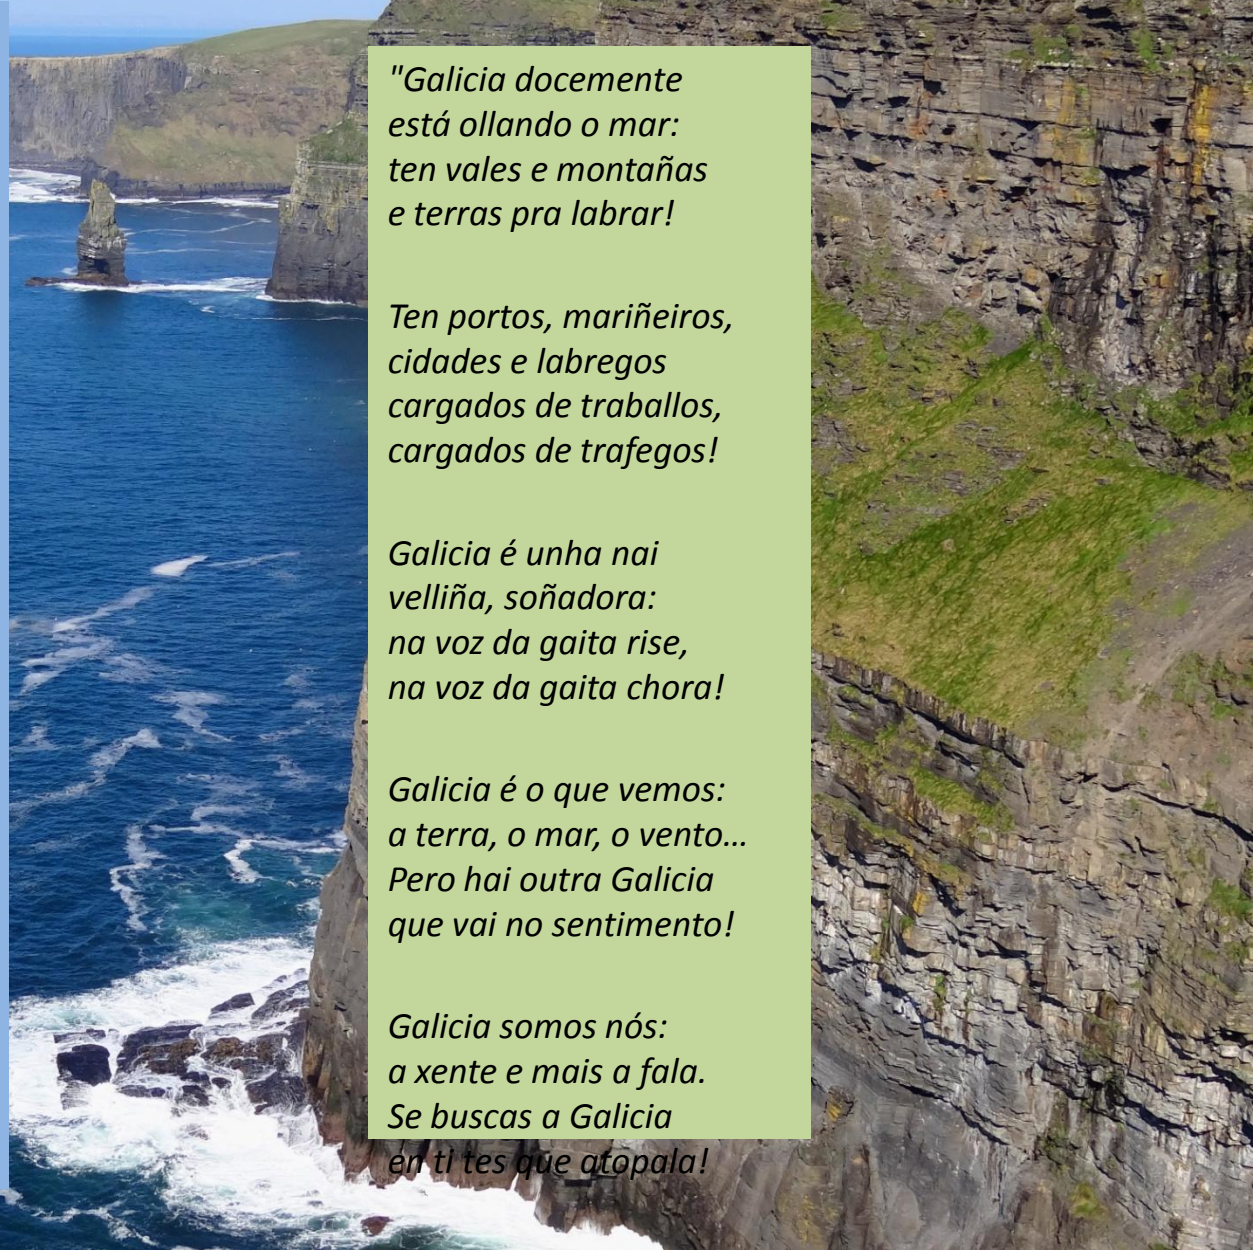 "Galicia docemente
está ollando o mar:
ten vales e montañas
e terras pra labrar!
Ten portos, mariñeiros,
cidades e labregos
cargados de traballos,
cargados de trafegos!
Galicia é unha nai
velliña, soñadora:
na voz da gaita rise,
na voz da gaita chora!
Galicia é o que vemos:
a terra, o mar, o vento...
Pero hai outra Galicia
que vai no sentimento!
Galicia somos nós:
a xente e mais a fala.
Se buscas a Galicia
en ti tes que atopala!